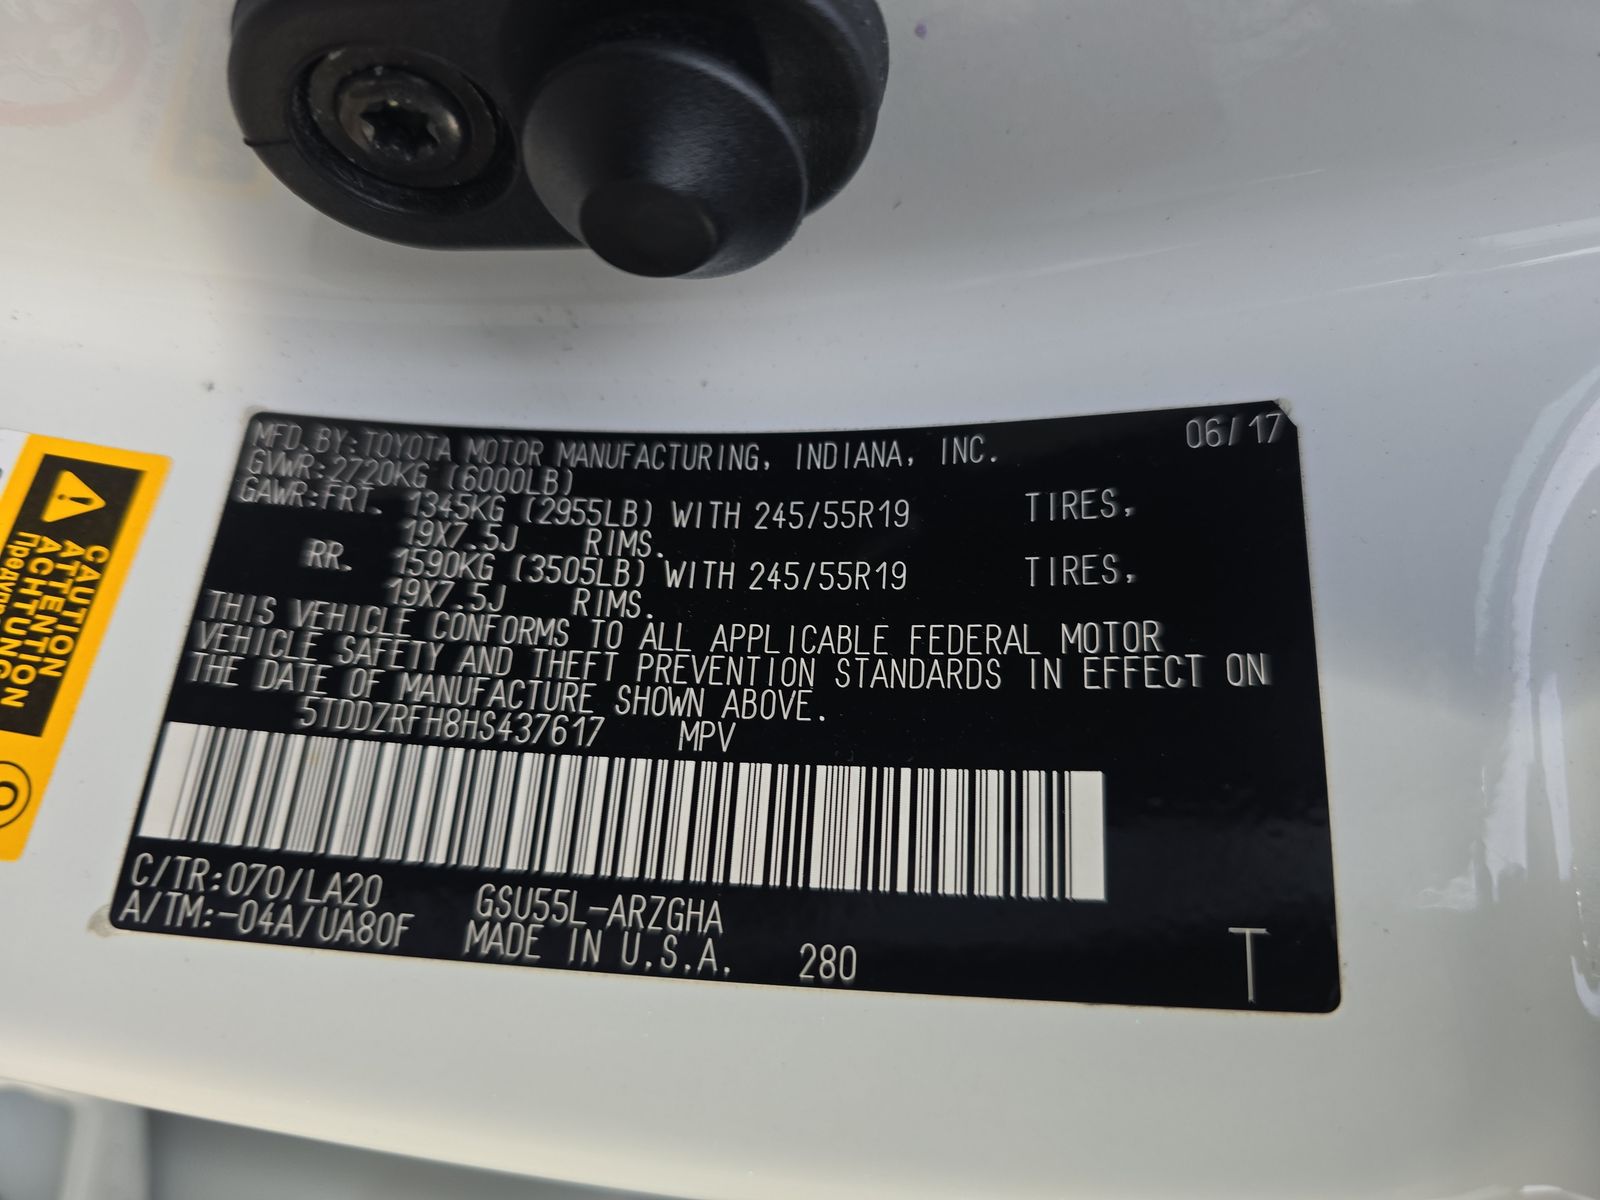 MFD. BY: TOYOTA MOTOR MANUFACTURING, INDIANA, INC. 06/17
GVWR: 2720KG (6000LB)
GAWR: FRT. 1345KG (2955LB) WITH 245/55R19 TIRES,
19X7.5J RIMS.
RR. 1590KG (3505LB) WITH 245/55R19 TIRES,
19X7.5J RIMS.
THIS VEHICLE CONFORMS TO ALL APPLICABLE FEDERAL MOTOR
VEHICLE SAFETY AND THEFT PREVENTION STANDARDS IN EFFECT ON
THE DATE OF MANUFACTURE SHOWN ABOVE.
5TDDZRFH8HS437617 MPV
C/TR: 070/LA20 GSU55L-ARZGHA
A/TM: -04A/UA80F MADE IN U.S.A. 280 T
CAUTION
ATTENTION
ACHTUNG